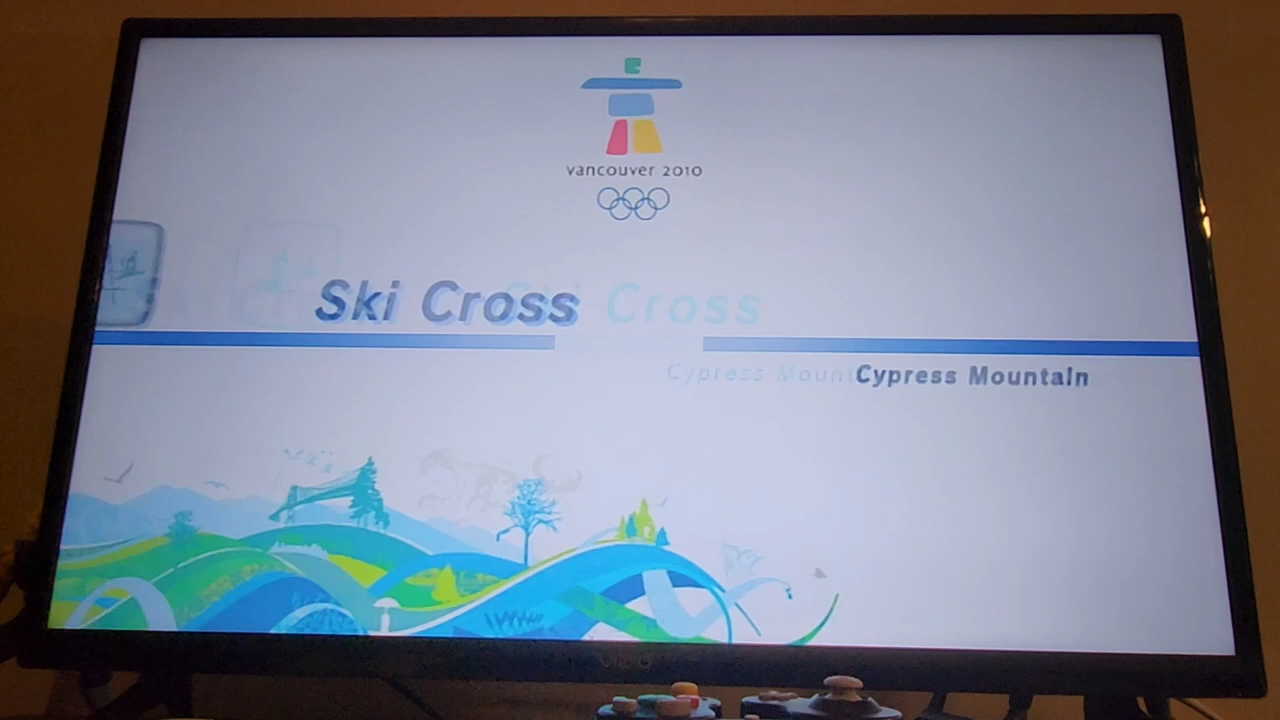 vancouver 2010
Ski Cross
Cross
Cypress Mount
Cypress Mountain